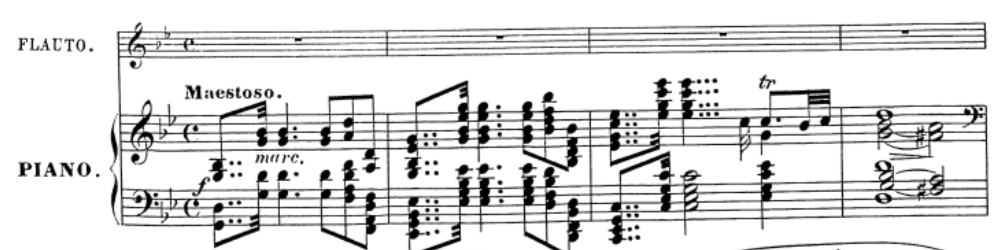 FLAUTO.
Maestoso.
tr
marc.
PIANO.
f